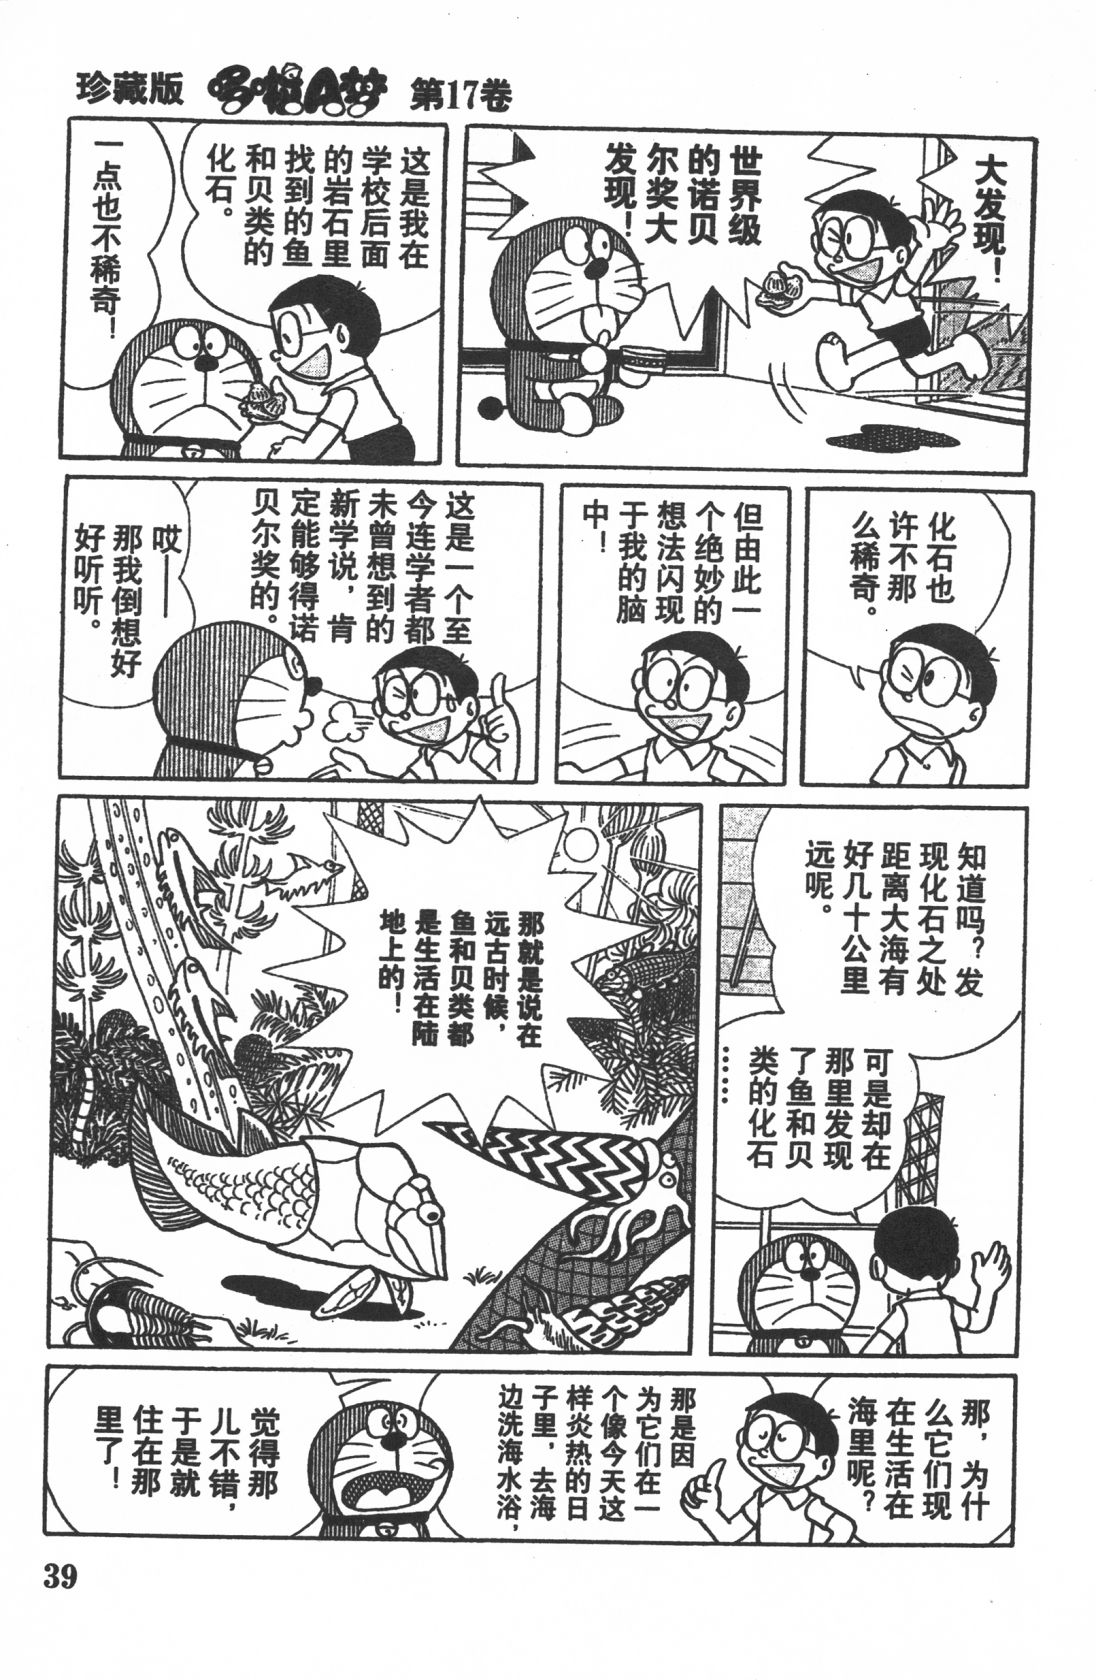 珍藏版 哆啦A梦 第17卷
大发现！
世界级
的诺贝
尔奖大
发现！
这是我在
学校后面
的岩石里
找到的鱼
和贝类的
化石。
一点也不稀奇！
化石也
许不那
么稀奇。
但由此一
个绝妙的
想法闪现
于我的脑
中！
这是一个至
今连学者都
未曾想到的
新学说，肯
定能够得诺
贝尔奖的。
哎——
那我倒想好
好听听。
知道吗？发
现化石之处
距离大海有
好几十公里
远呢。
可是却在
那里发现
了鱼和贝
类的化石
……
那就是说在
远古时候，
鱼和贝类都
是生活在陆
地上的！
那，为什
么它们现
在生活在
海里呢？
那是因
为它们在一
个像今天这
样炎热的日
子里，去海
边洗海水浴，
觉得那
儿不错，
于是就
住在那
里了！
39